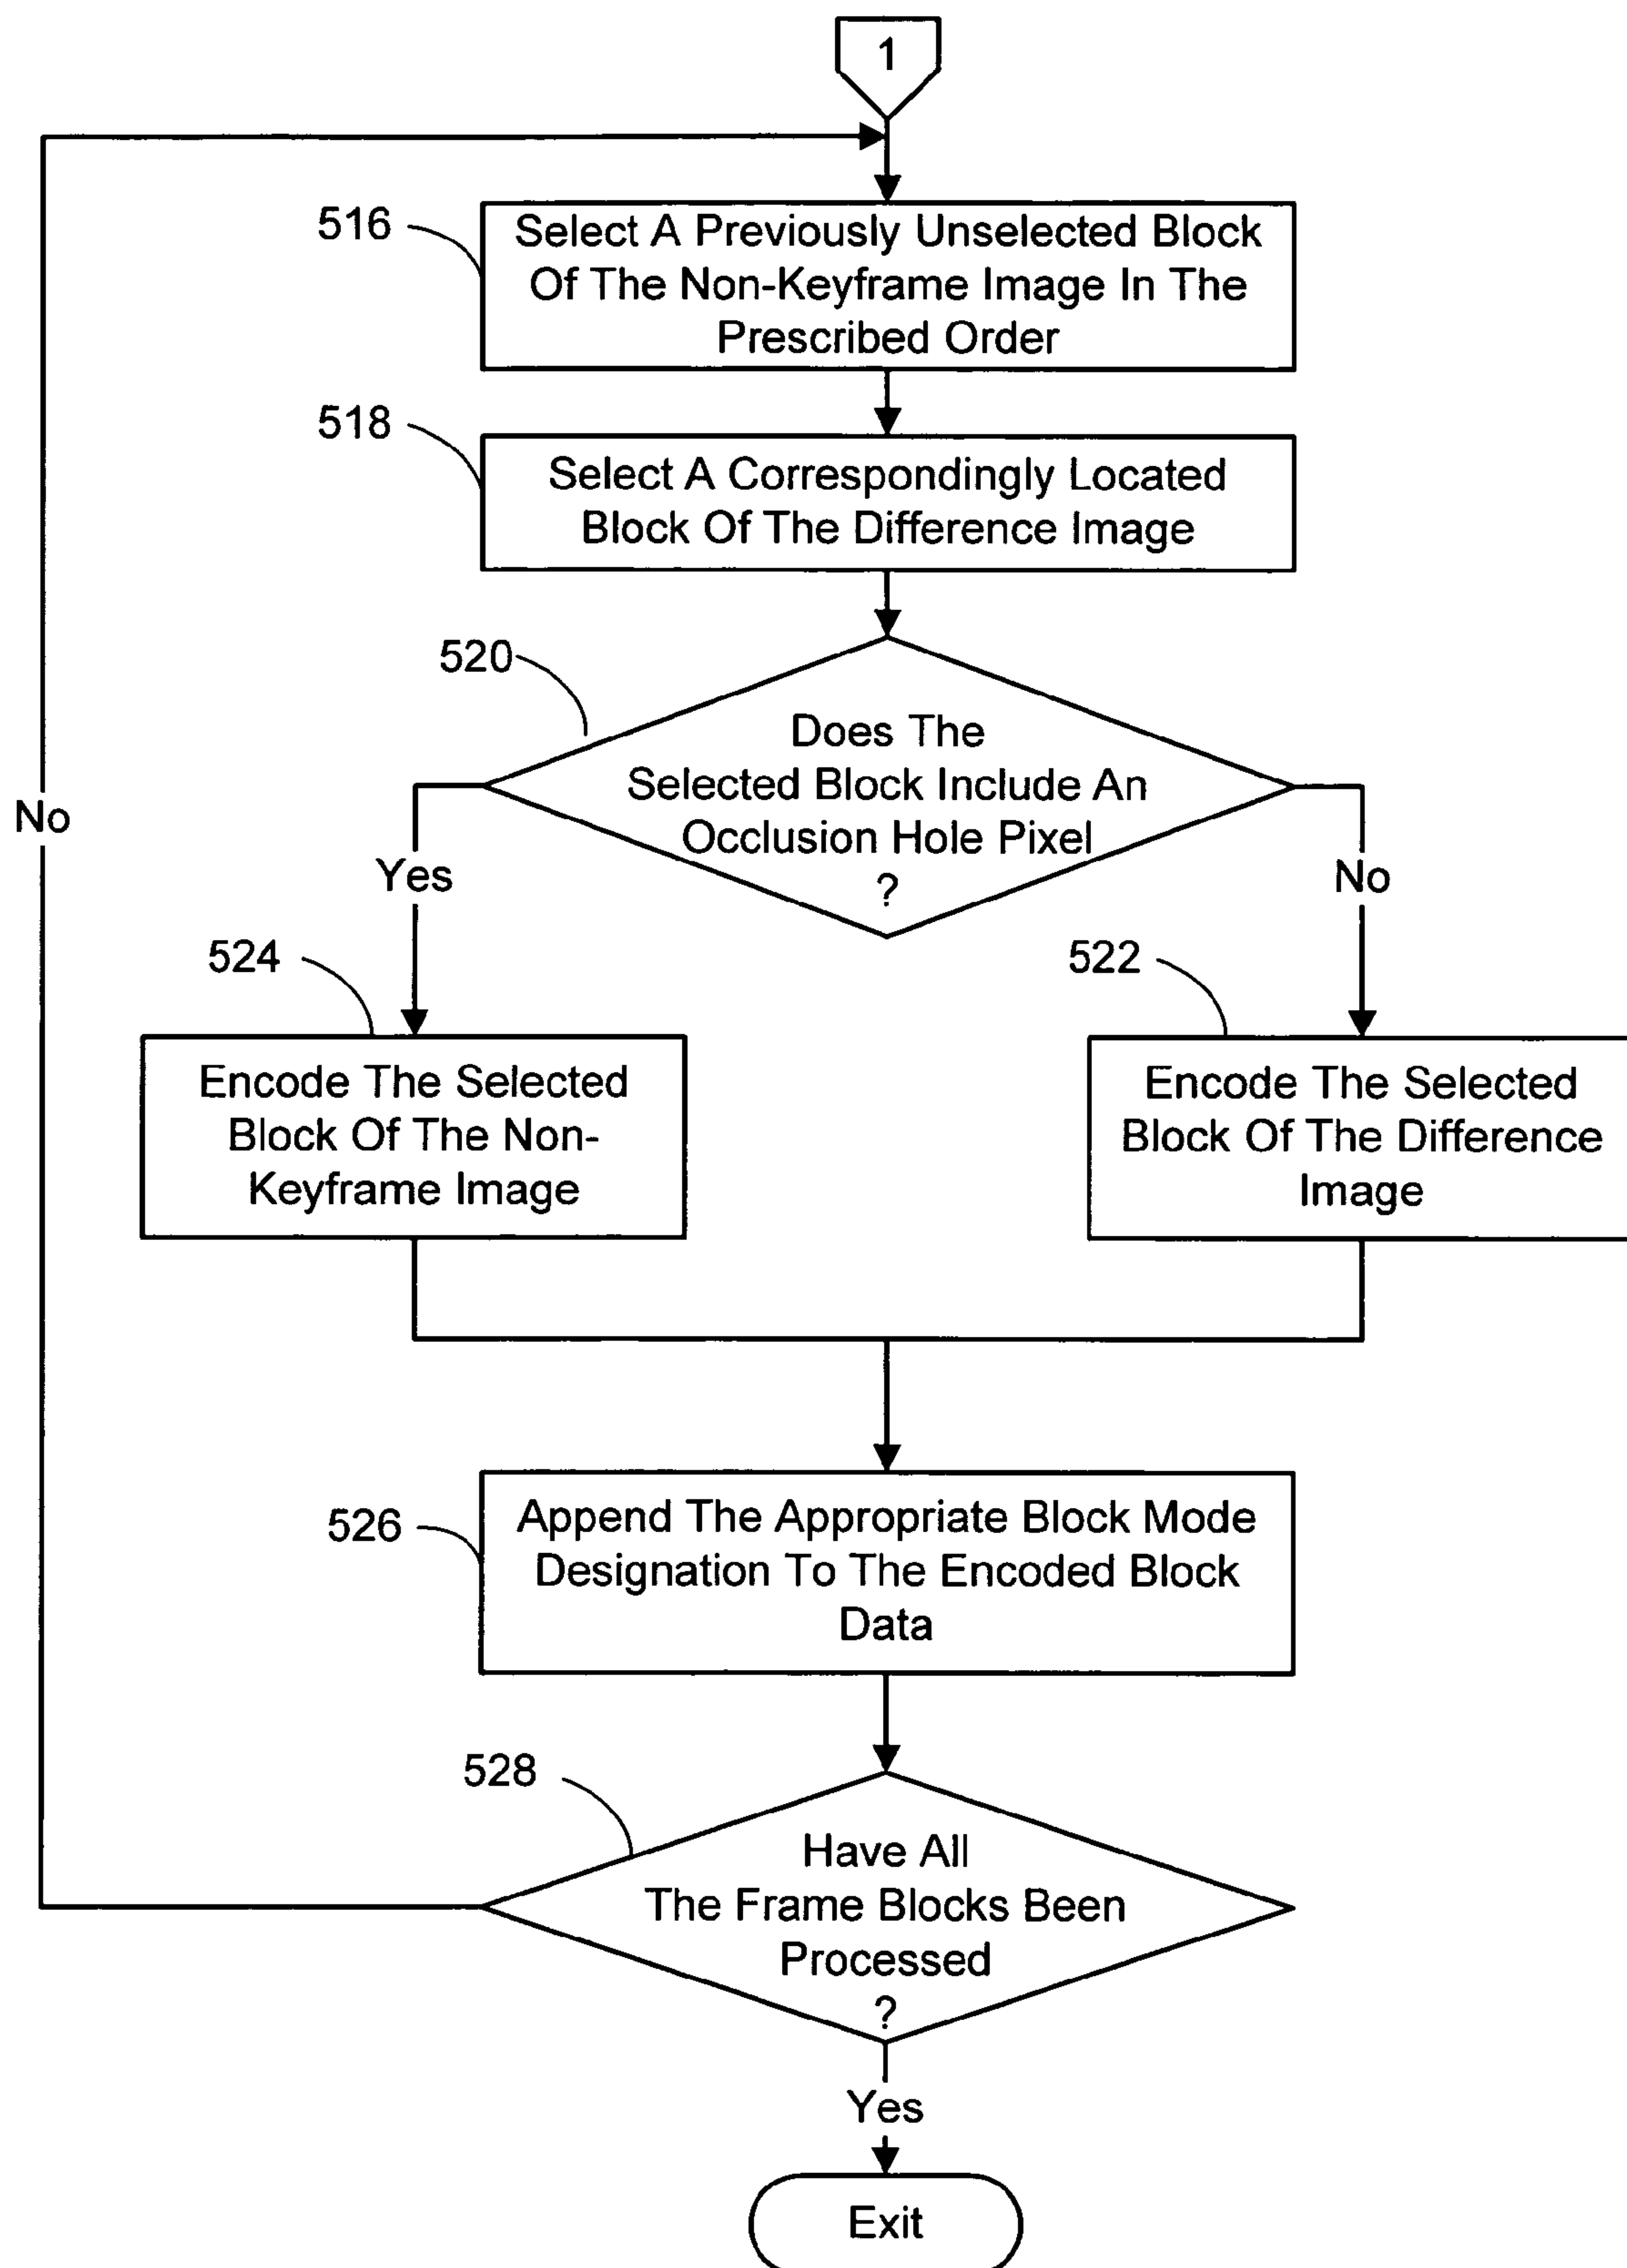 1
516
Select A Previously Unselected Block
Of The Non-Keyframe Image In The
Prescribed Order
518
Select A Correspondingly Located
Block Of The Difference Image
520
Does The
Selected Block Include An
Occlusion Hole Pixel
?
No
Yes
No
524
522
Encode The Selected
Block Of The Non-
Keyframe Image
Encode The Selected
Block Of The Difference
Image
526
Append The Appropriate Block Mode
Designation To The Encoded Block
Data
528
Have All
The Frame Blocks Been
Processed
?
Yes
Exit